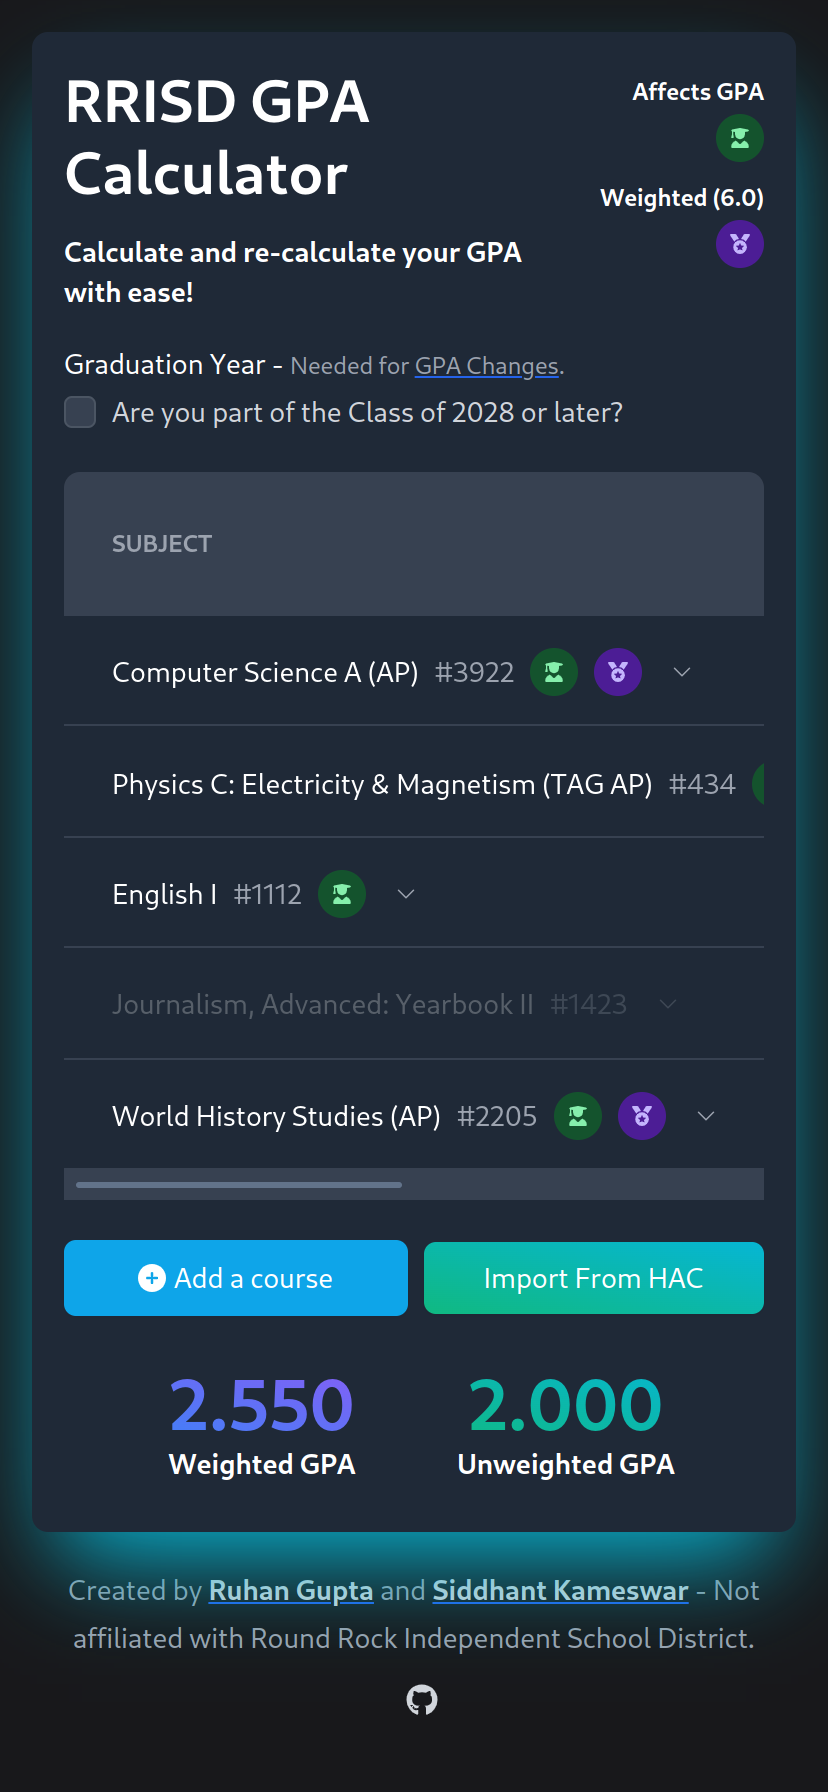 RRISD GPA
Calculator
Calculate and re-calculate your GPA
with ease!
Affects GPA
Weighted (6.0)
Graduation Year - Needed for GPA Changes.
Are you part of the Class of 2028 or later?
SUBJECT
Computer Science A (AP) #3922
Physics C: Electricity & Magnetism (TAG AP) #434
English I #1112
Journalism, Advanced: Yearbook II #1423
World History Studies (AP) #2205
Add a course
Import From HAC
2.550
Weighted GPA
2.000
Unweighted GPA
Created by Ruhan Gupta and Siddhant Kameswar - Not
affiliated with Round Rock Independent School District.